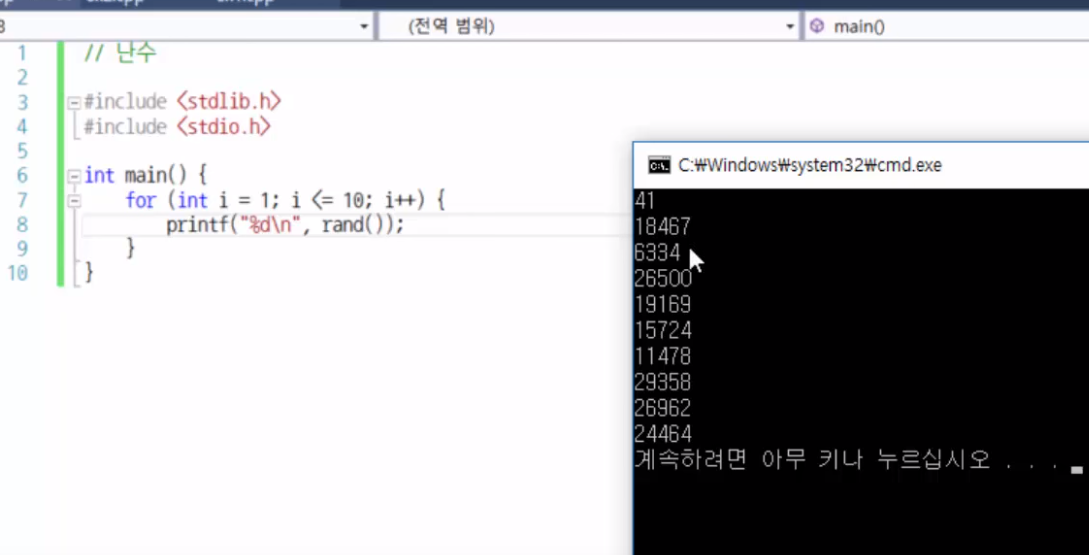 (전역 범위) main()
1 // 난수
2
3 #include <stdlib.h>
4 #include <stdio.h>
5
6 int main() {
7 for (int i = 1; i <= 10; i++) {
8 printf("%d\n", rand());
9 }
10 }
C:\Windows\system32\cmd.exe
41
18467
6334
26500
19169
15724
11478
29358
26962
24464
계속하려면 아무 키나 누르십시오 . . .